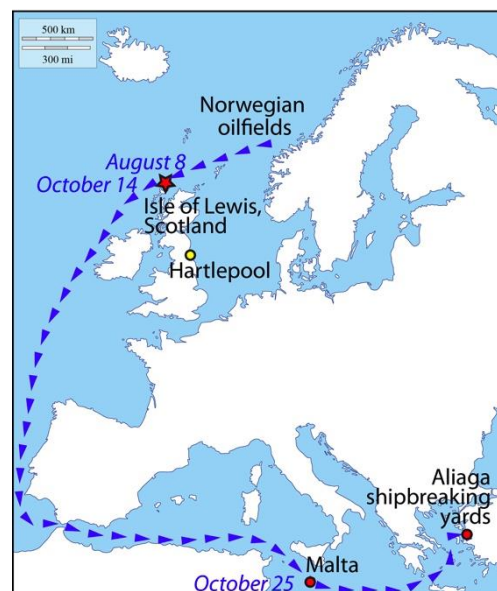 500 km
300 mi
Norwegian
oilfields
August 8
October 14
Isle of Lewis,
Scotland
Hartlepool
Aliaga
shipbreaking
yards
Malta
October 25